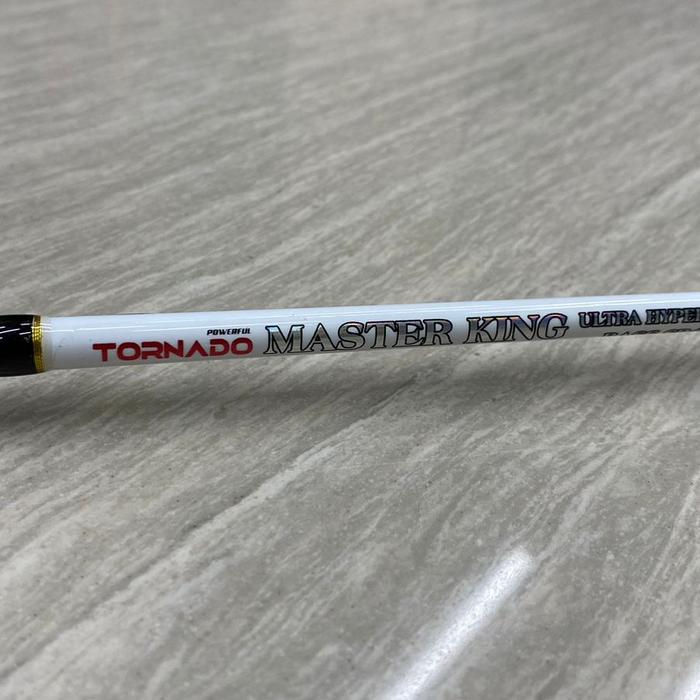 POWERFUL
TORNADO MASTER KING ULTRA HYPER